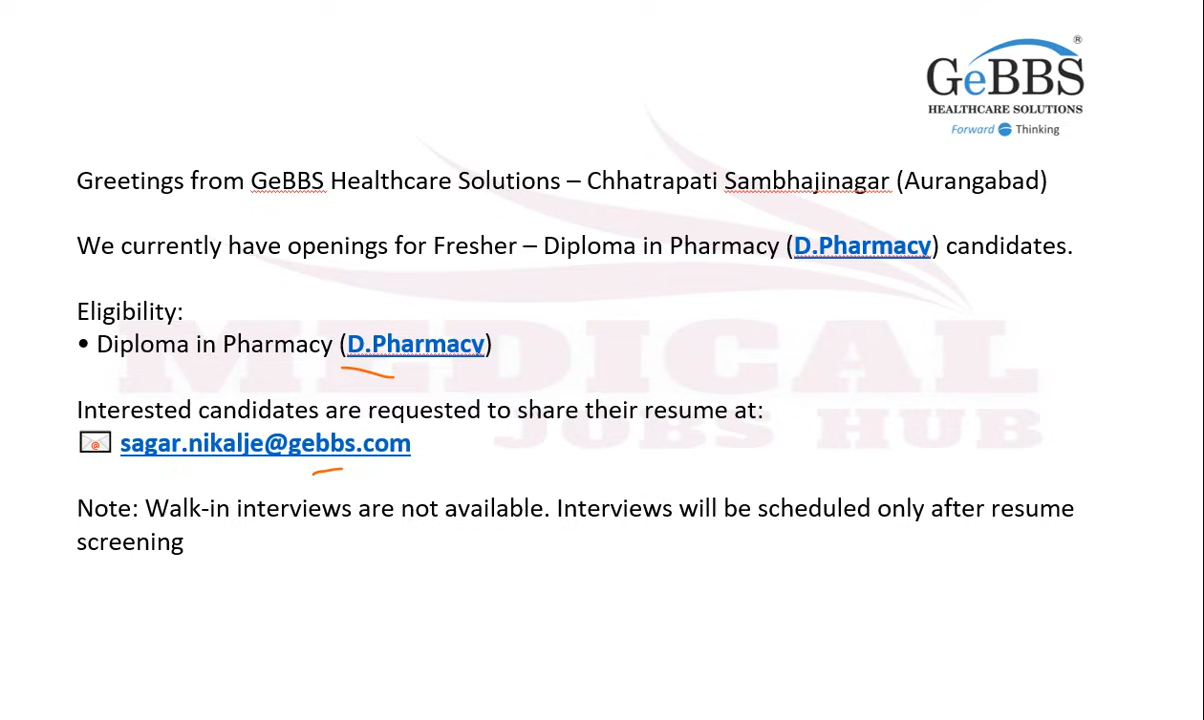 GeBBS®
HEALTHCARE SOLUTIONS
Forward Thinking
Greetings from GeBBS Healthcare Solutions – Chhatrapati Sambhajinagar (Aurangabad)
We currently have openings for Fresher – Diploma in Pharmacy (D.Pharmacy) candidates.
Eligibility:
• Diploma in Pharmacy (D.Pharmacy)
Interested candidates are requested to share their resume at:
sagar.nikalje@gebbs.com
Note: Walk-in interviews are not available. Interviews will be scheduled only after resume
screening
MEDICAL
JOBS HUB